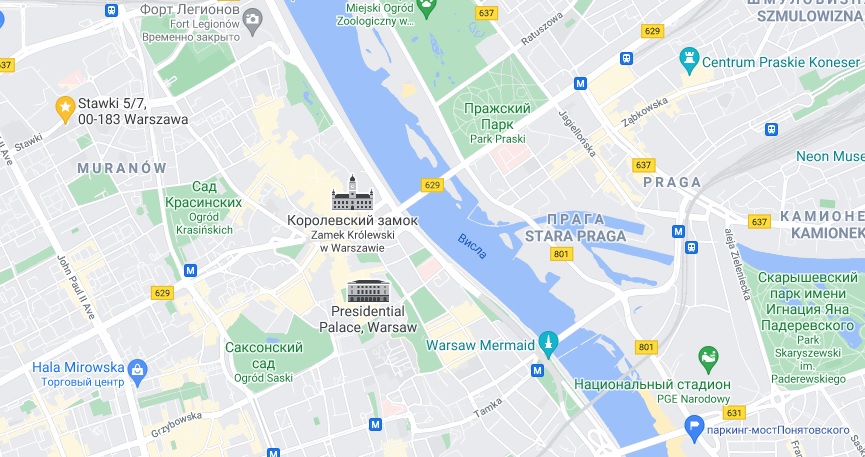 Форт Легионов
Fort Legionów
Временно закрыто
Miejski Ogród
Zoologiczny w...
637
Ratuszowa
629
SZMULOWIZNA
Centrum Praskie Koneser
637
Stawki 5/7,
00-183 Warszawa
Stawki
Пражский
Парк
Park Praski
Jagiellońska
Ząbkowska
MURANÓW
637
Neon Muse
629
PRAGA
Сад
Красинских
Ogród
Krasińskich
Королевский замок
Zamek Królewski
w Warszawie
Висла
ПРАГА
STARA PRAGA
637
КАМИОНЕ
KAMIONEK
801
aleja Zieleniecka
John Paul II Ave
629
Presidential
Palace, Warsaw
Скарышевский
парк имени
Игнация Яна
Падеревского
Park
Skaryszewski
im.
Paderewskiego
Саксонский
сад
Ogród Saski
Warsaw Mermaid
801
Hala Mirowska
Торговый центр
Национальный стадион
PGE Narodowy
Tamka
631
Grzybowska
паркинг-мостПонятовского